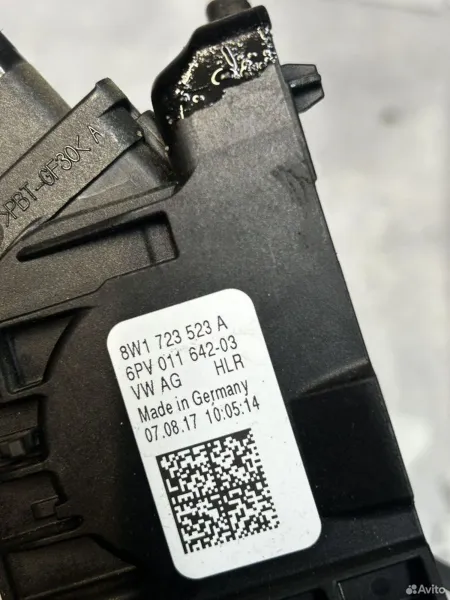 >PBT-GF30< A
8W1 723 523 A
6PV 011 642-03
VW AG HLR
Made in Germany
07.08.17 10:05:14
Avito